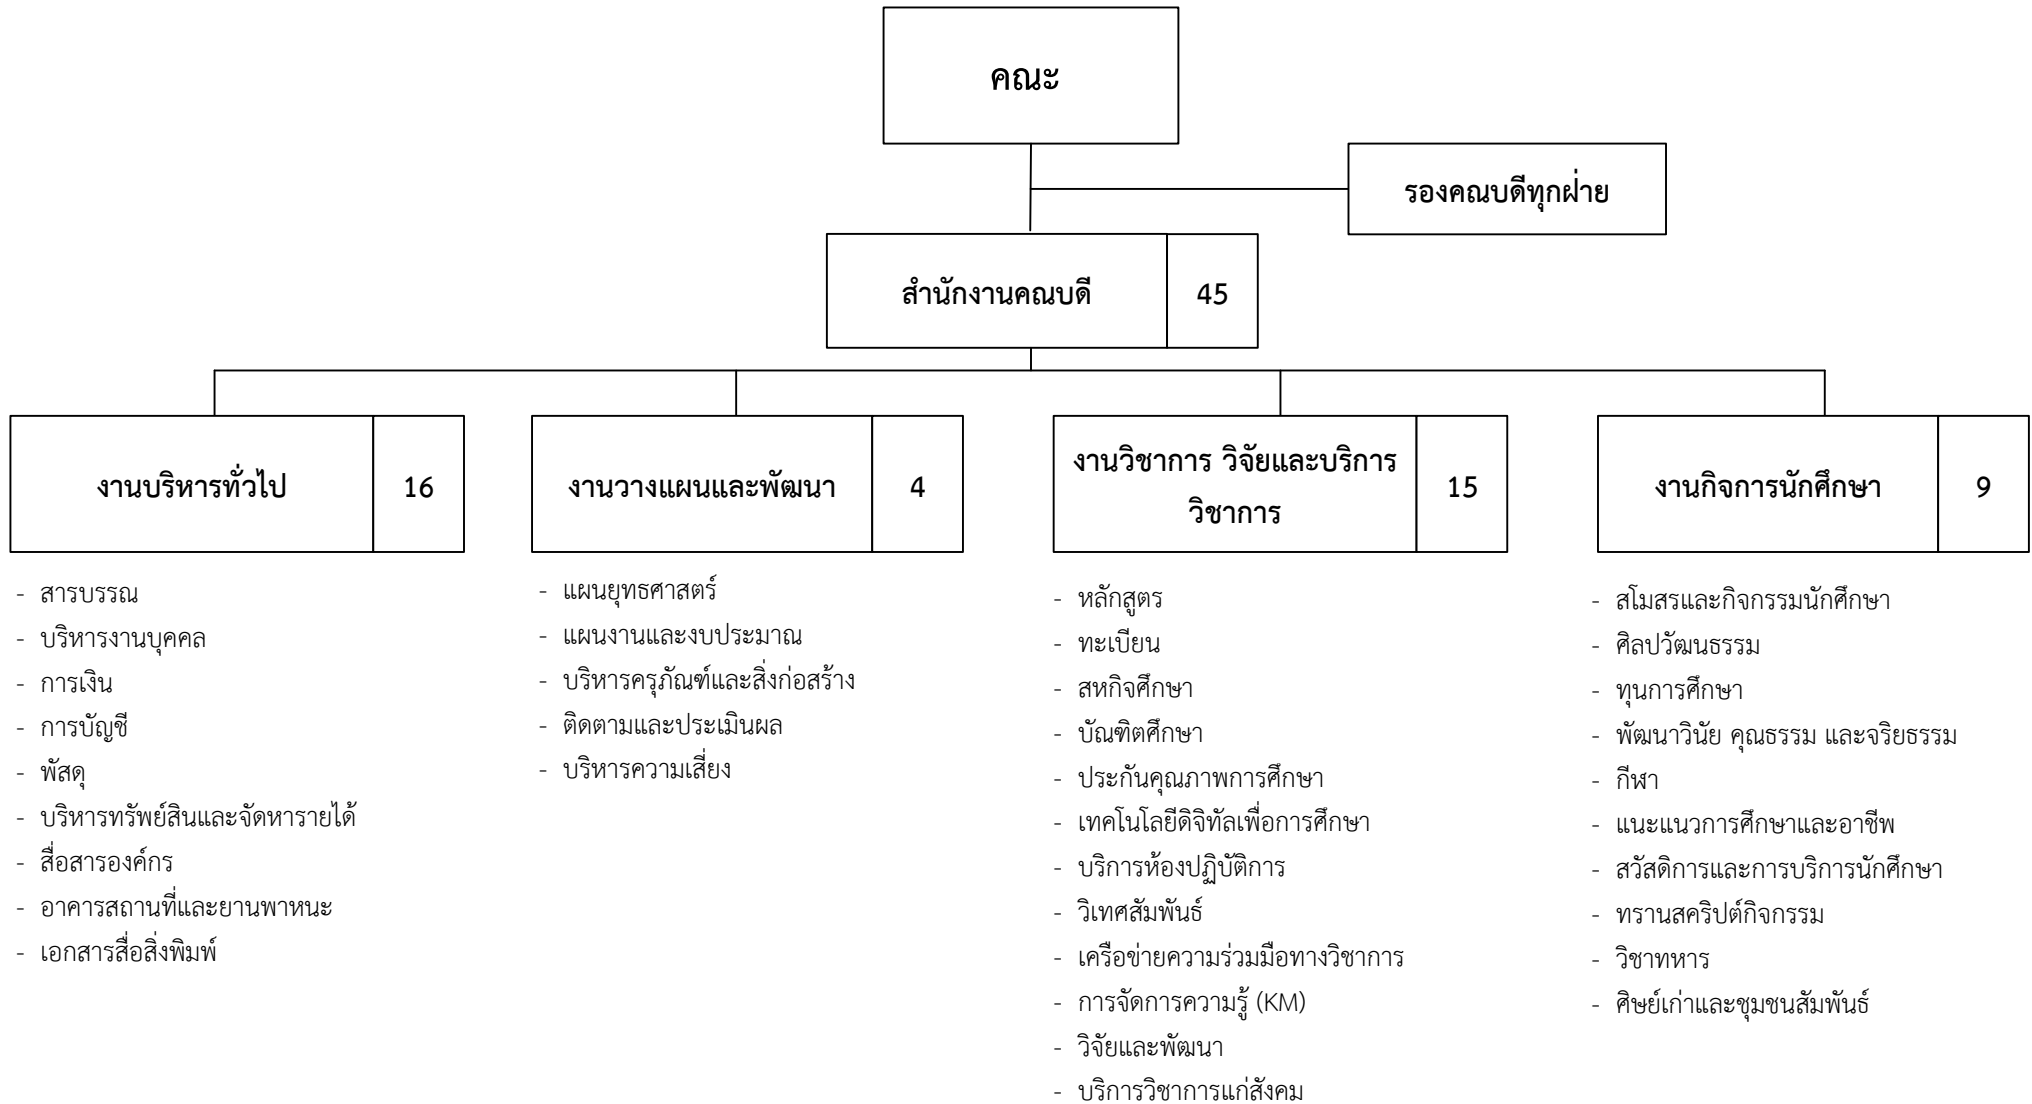 คณะ
รองคณบดีทุกฝ่าย
สำนักงานคณบดี 45
งานบริหารทั่วไป 16
- สารบรรณ
- บริหารงานบุคคล
- การเงิน
- การบัญชี
- พัสดุ
- บริหารทรัพย์สินและจัดหารายได้
- สื่อสารองค์กร
- อาคารสถานที่และยานพาหนะ
- เอกสารสื่อสิ่งพิมพ์
งานวางแผนและพัฒนา 4
- แผนยุทธศาสตร์
- แผนงานและงบประมาณ
- บริหารครุภัณฑ์และสิ่งก่อสร้าง
- ติดตามและประเมินผล
- บริหารความเสี่ยง
งานวิชาการ วิจัยและบริการ
วิชาการ
15
- หลักสูตร
- ทะเบียน
- สหกิจศึกษา
- บัณฑิตศึกษา
- ประกันคุณภาพการศึกษา
- เทคโนโลยีดิจิทัลเพื่อการศึกษา
- บริการห้องปฏิบัติการ
- วิเทศสัมพันธ์
- เครือข่ายความร่วมมือทางวิชาการ
- การจัดการความรู้ (KM)
- วิจัยและพัฒนา
- บริการวิชาการแก่สังคม
งานกิจการนักศึกษา 9
- สโมสรและกิจกรรมนักศึกษา
- ศิลปวัฒนธรรม
- ทุนการศึกษา
- พัฒนาวินัย คุณธรรม และจริยธรรม
- กีฬา
- แนะแนวการศึกษาและอาชีพ
- สวัสดิการและการบริการนักศึกษา
- ทรานสคริปต์กิจกรรม
- วิชาทหาร
- ศิษย์เก่าและชุมชนสัมพันธ์